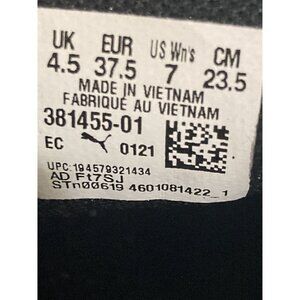 UK EUR US Wn's CM
4.5 37.5 7 23.5
MADE IN VIETNAM
FABRIQUÉ AU VIETNAM
381455-01
EC 0121
UPC:194579321434
AD Ft7SJ
STn00619 4601081422_1